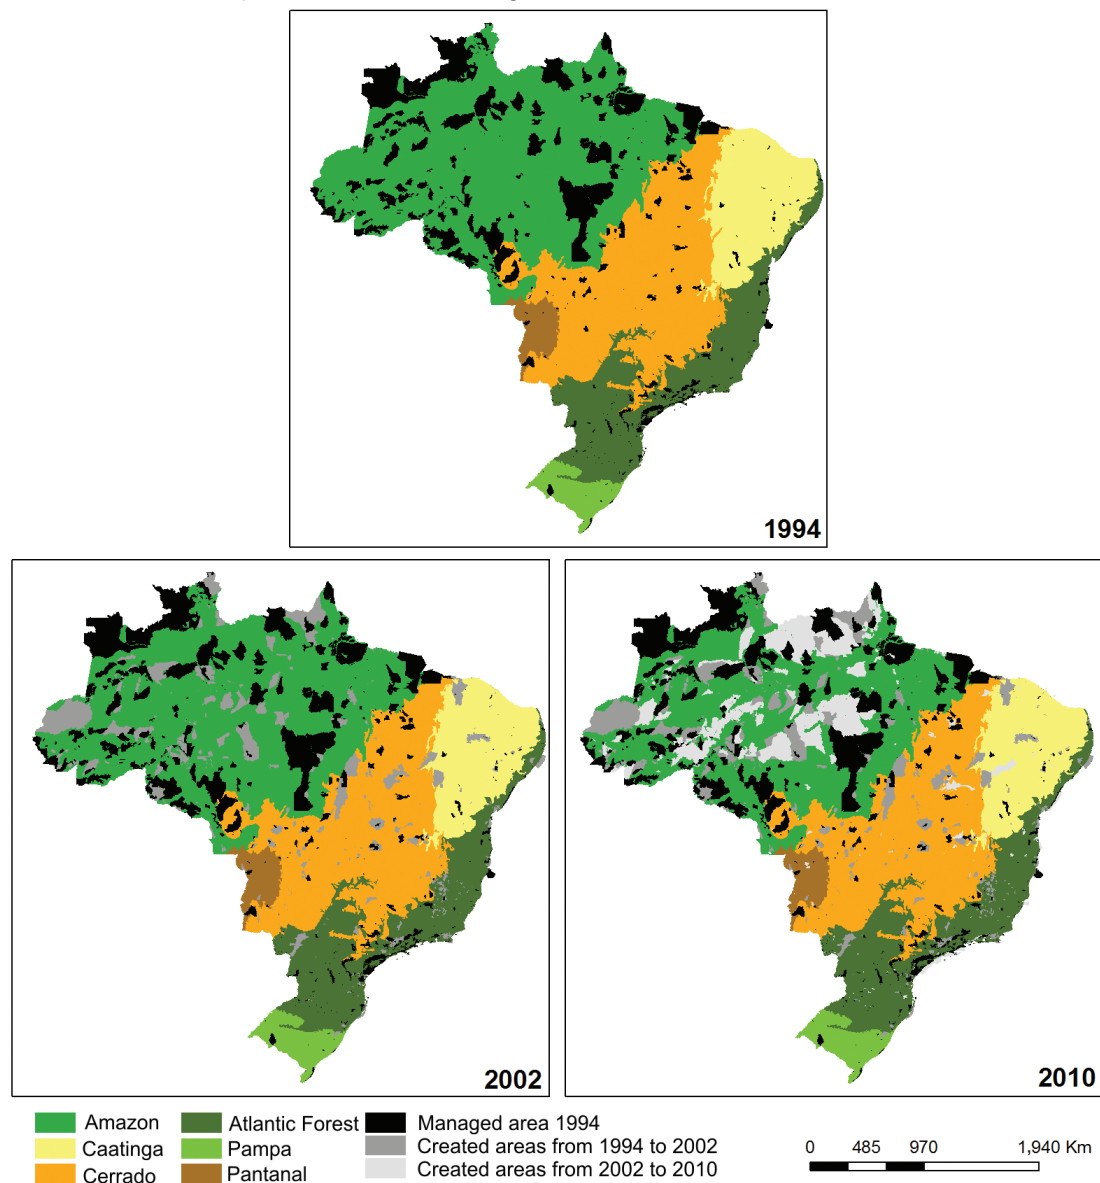 1994
2002
2010
Amazon
Caatinga
Cerrado
Atlantic Forest
Pampa
Pantanal
Managed area 1994
Created areas from 1994 to 2002
Created areas from 2002 to 2010
0 485 970 1,940 Km